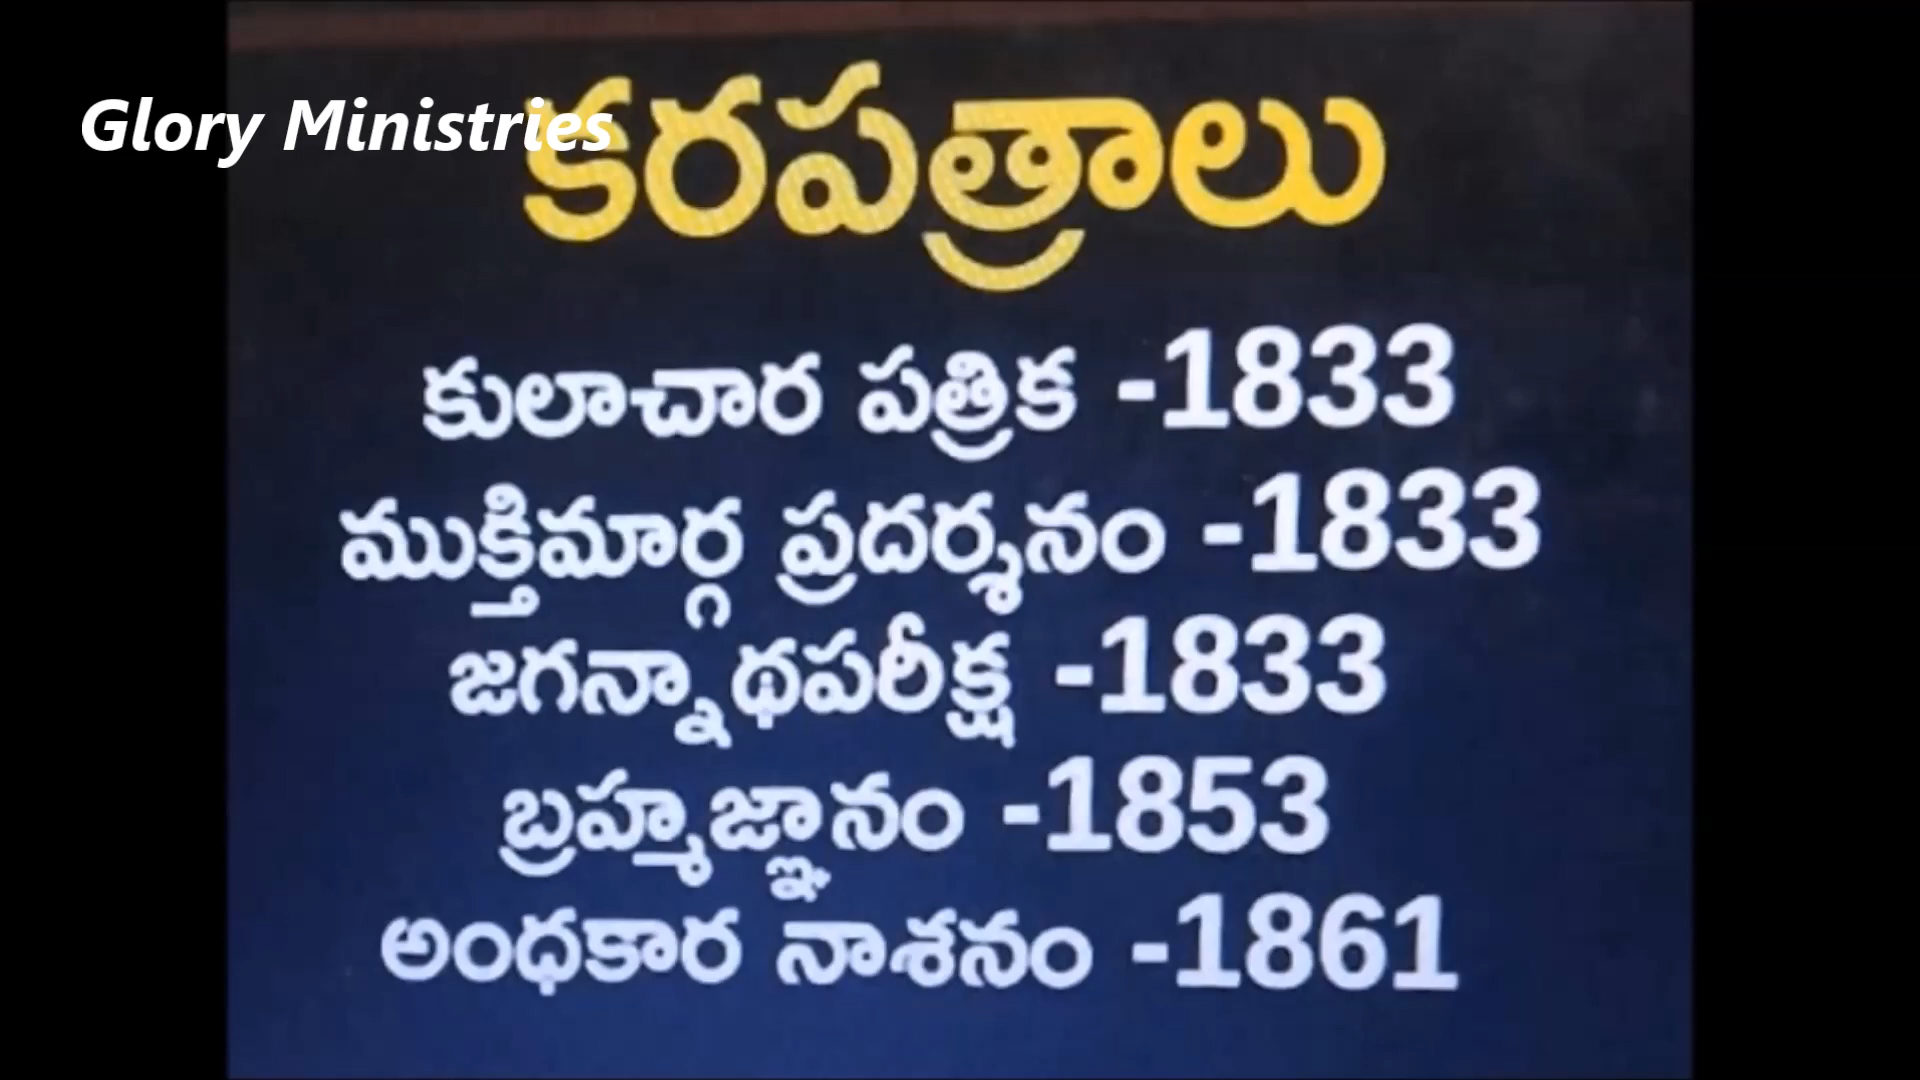 Glory Ministries
కరపత్రాలు
కులాచార పత్రిక -1833
ముక్తిమార్గ ప్రదర్శనం -1833
జగన్నాథపరీక్ష -1833
బ్రహ్మజ్ఞానం -1853
అంధకార నాశనం -1861